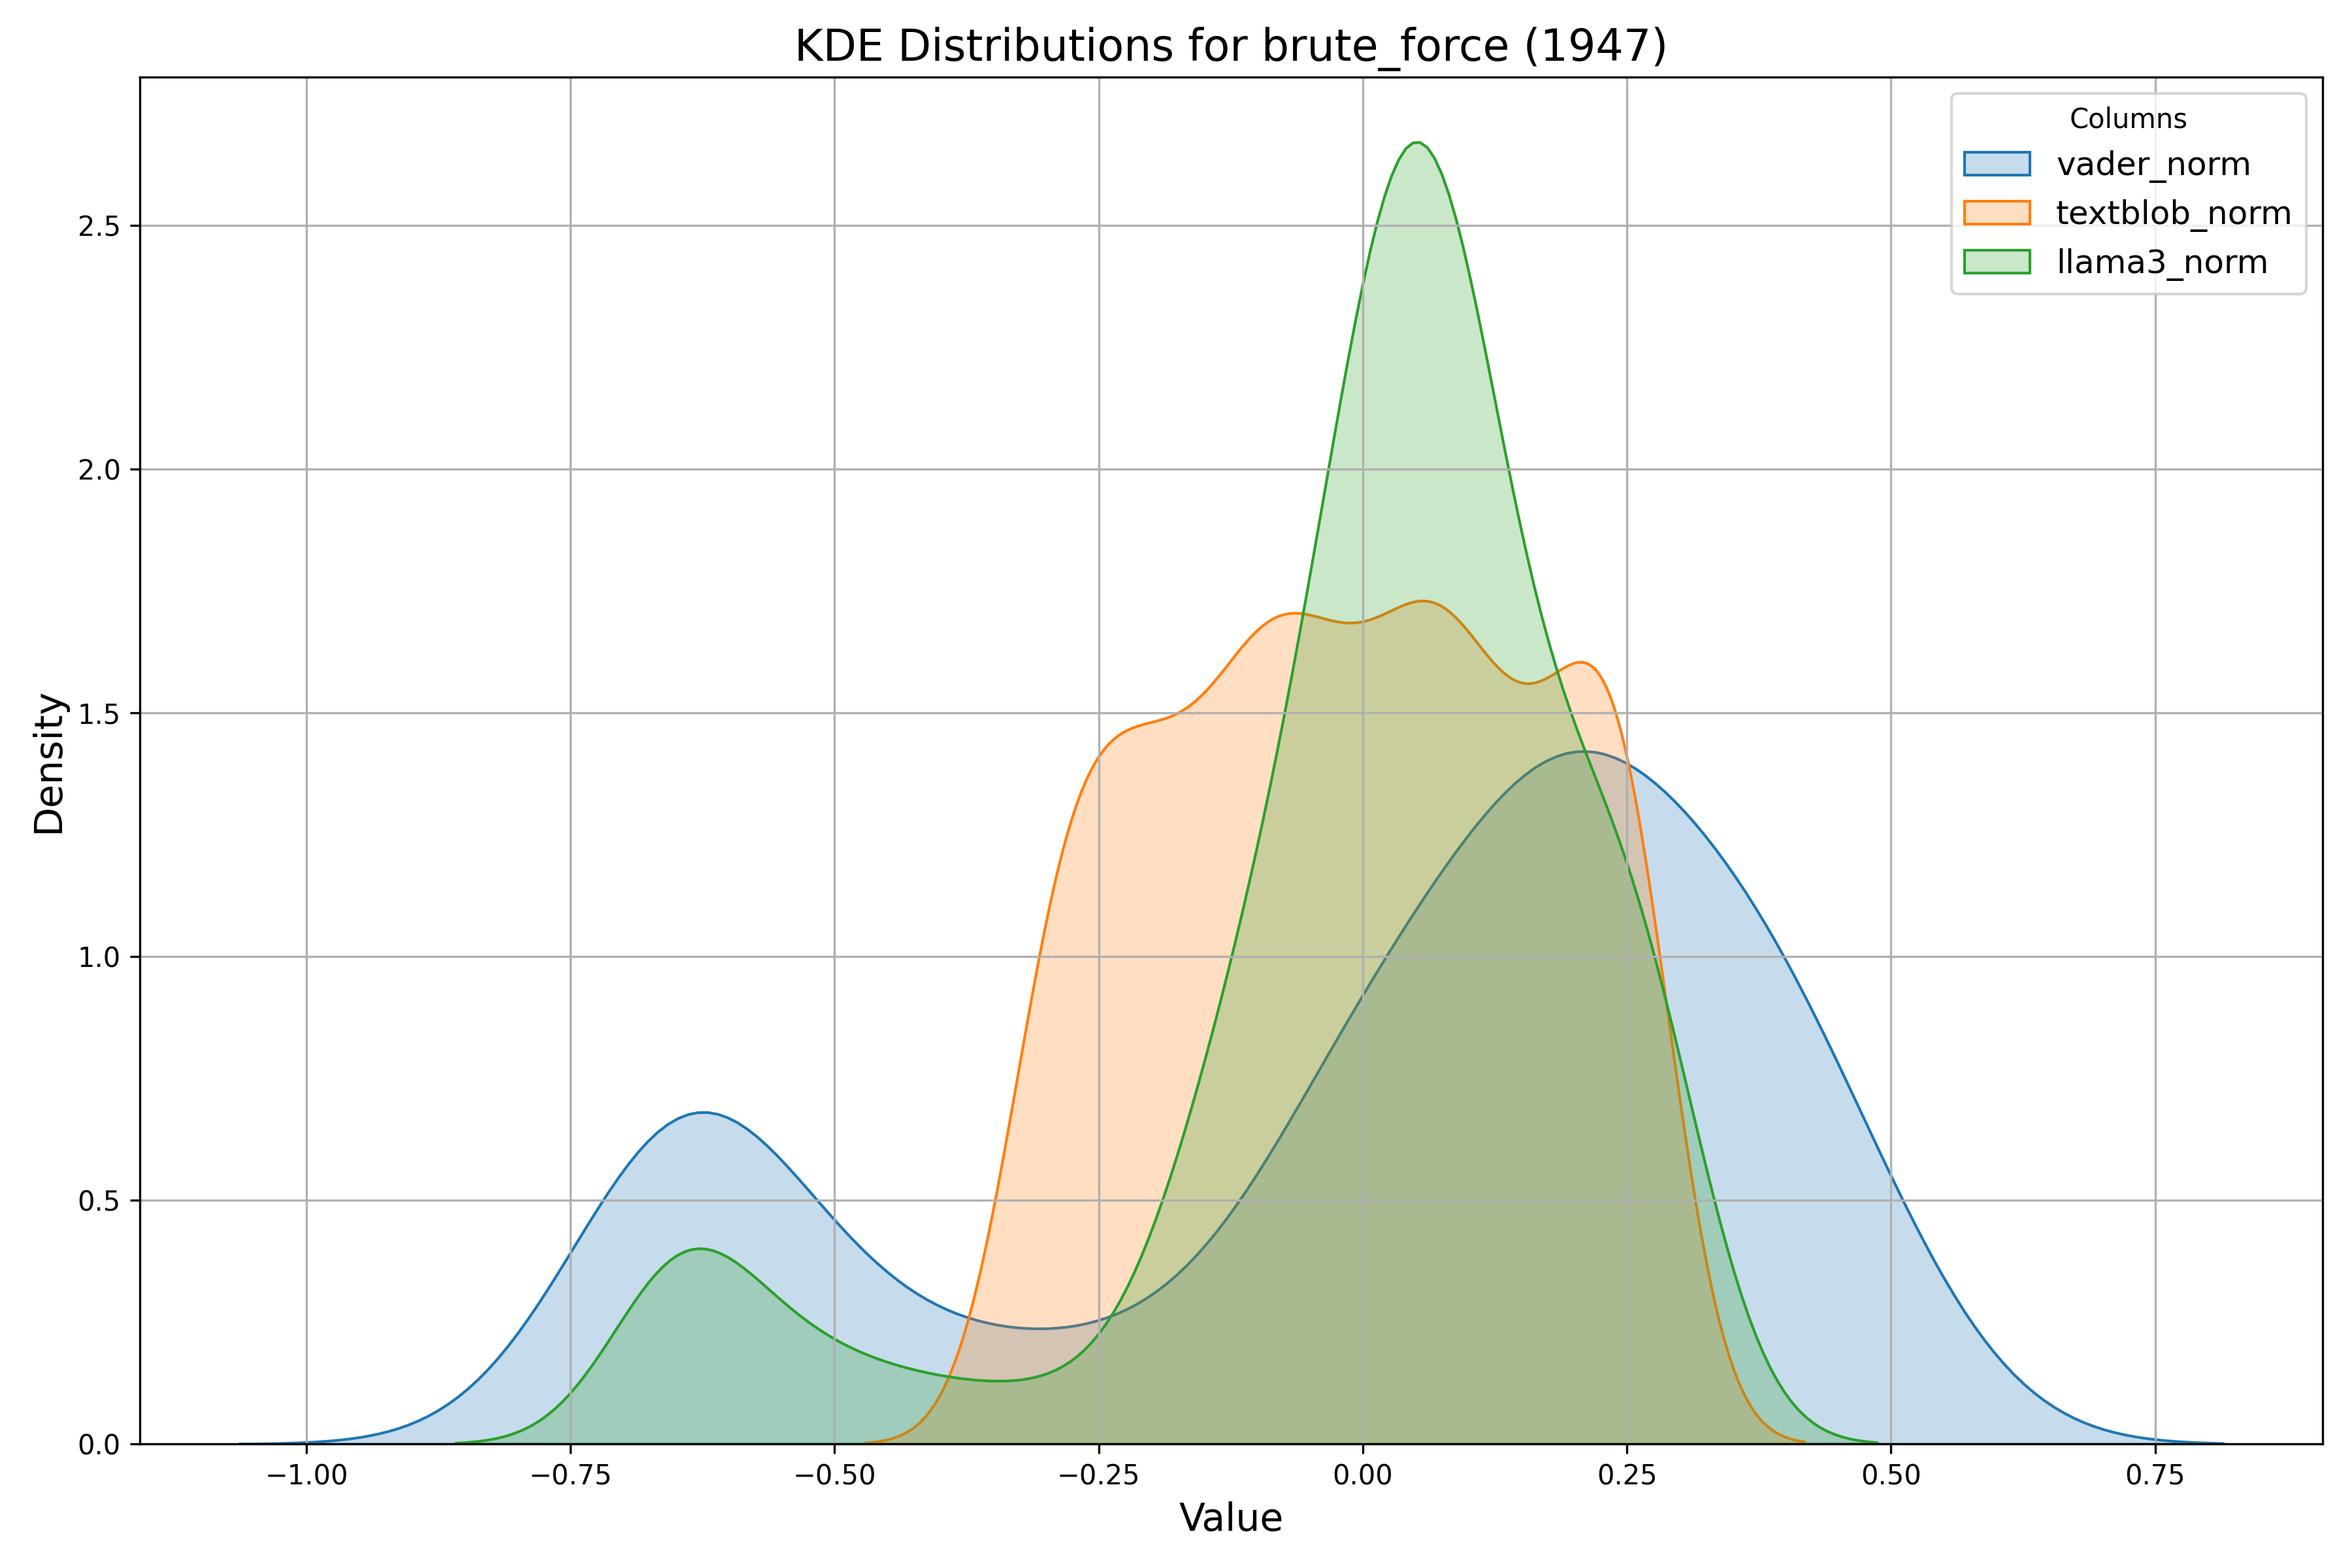 KDE Distributions for brute_force (1947)
Columns
vader_norm
textblob_norm
llama3_norm
Density
2.5
2.0
1.5
1.0
0.5
0.0
−1.00 −0.75 −0.50 −0.25 0.00 0.25 0.50 0.75
Value